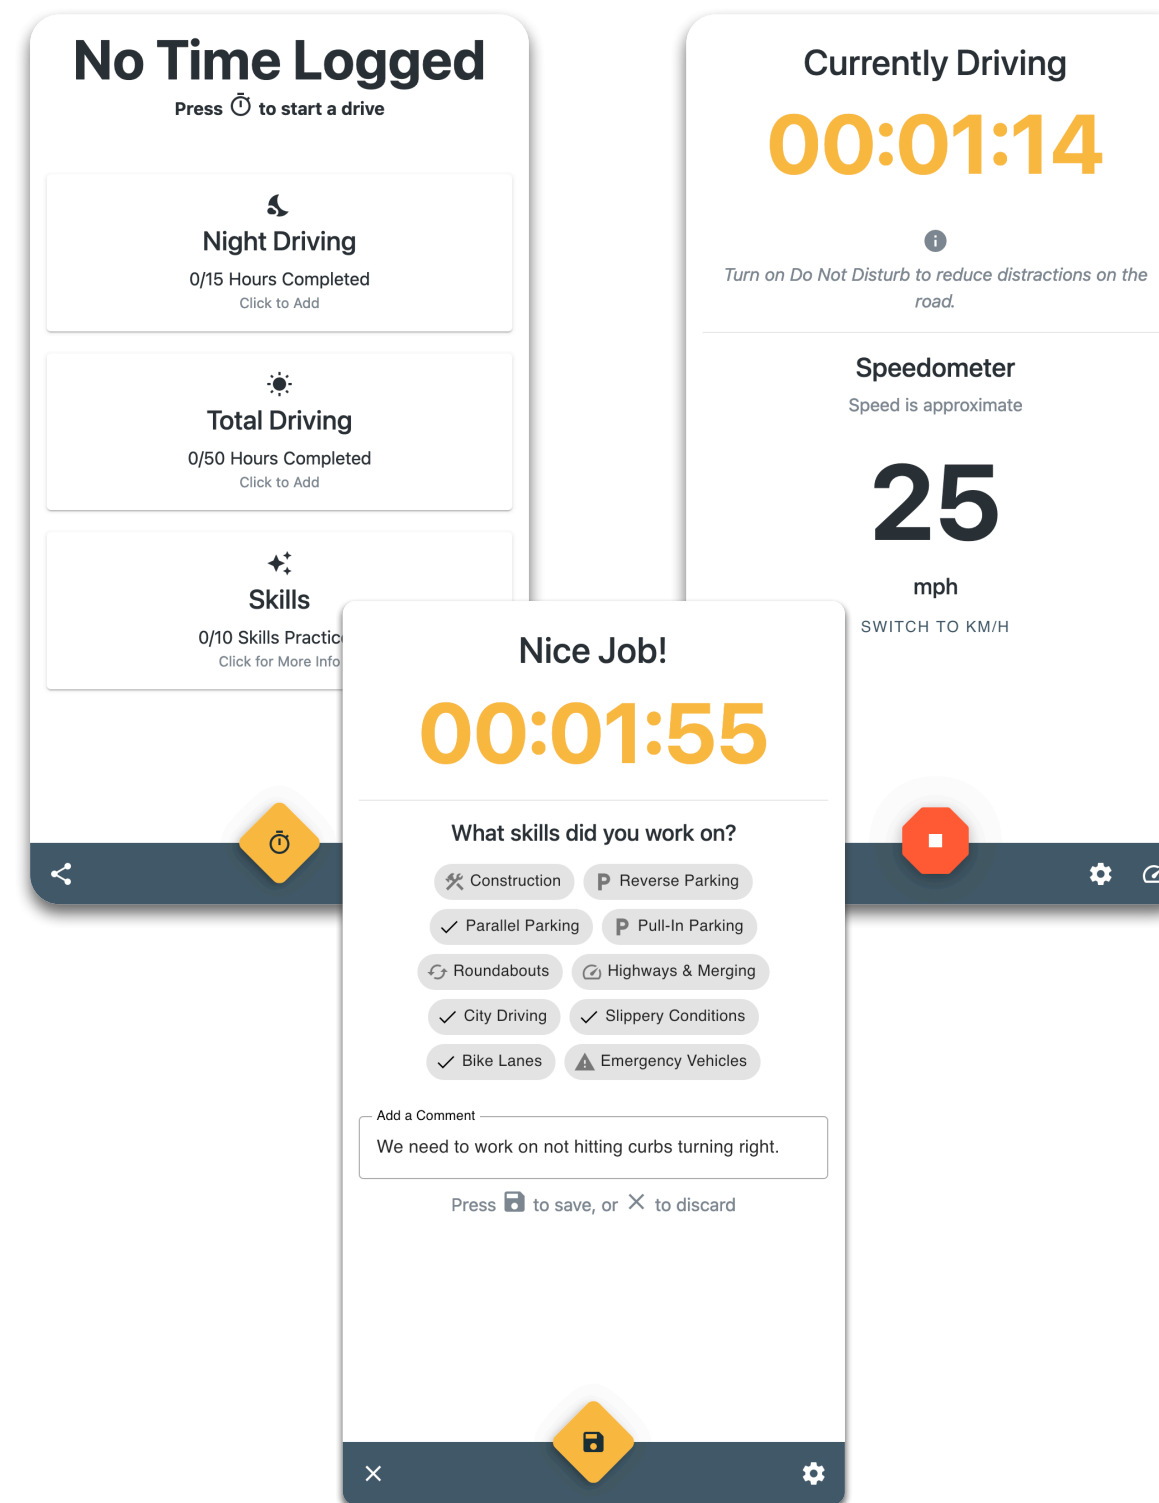 No Time Logged
Press to start a drive
Night Driving
0/15 Hours Completed
Click to Add
Total Driving
0/50 Hours Completed
Click to Add
Skills
0/10 Skills
Click for More Info
Currently Driving
00:01:14
Turn on Do Not Disturb to reduce distractions on the
road.
Speedometer
Speed is approximate
25
mph
SWITCH TO KM/H
Nice Job!
00:01:55
What skills did you work on?
Construction
P Reverse Parking
Parallel Parking
P Pull-In Parking
Roundabouts
Highways & Merging
City Driving
Slippery Conditions
Bike Lanes
Emergency Vehicles
Add a Comment
We need to work on not hitting curbs turning right.
Press to save, or to discard